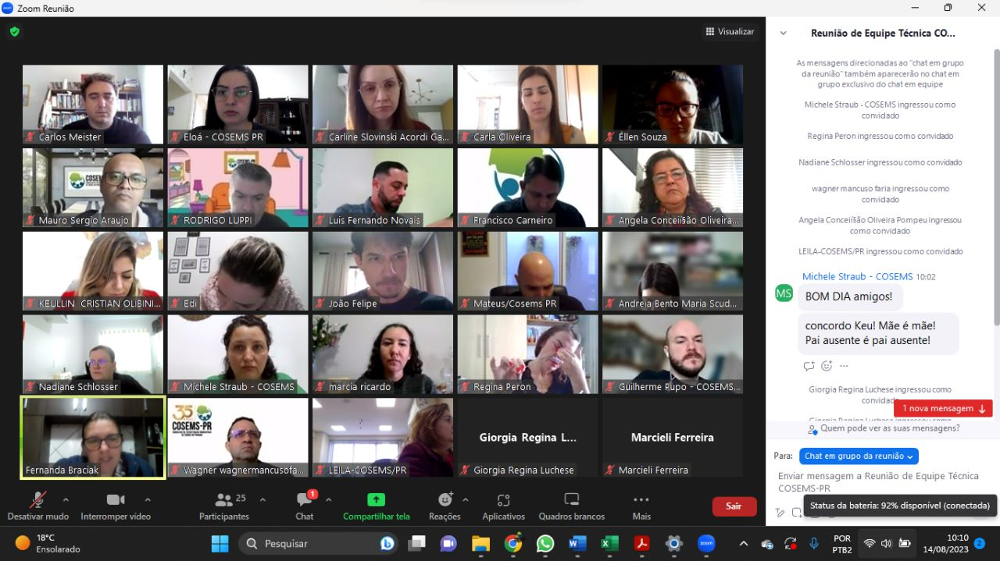 Zoom Reunião
Visualizar
Carlos Meister
Eloá - COSEMS PR
Carline Slovinski Acordi Ga...
Carla Oliveira
Éllen Souza
Mauro Sergio Araujo
RODRIGO LUPPI
Luis Fernando Novais
Francisco Carneiro
Angela Conceiï§ão Oliveira...
KEULLIN CRISTIAN OLIBINI...
Edi
João Felipe
Mateus/Cosems PR
Andreia Bento Maria Scud...
Nadiane Schlosser
Michele Straub - COSEMS
marcia ricardo
Regina Peron
Guilherme Pupo - COSEMS...
Fernanda Braciak
35
COSEMS-PR
Wagner wagnermancusofa...
LEILA-COSEMS/PR
Giorgia Regina L...
Giorgia Regina Luchese
Marcieli Ferreira
Marcieli Ferreira
Desativar mudo
Interromper vídeo
25
Participantes
1
Chat
Compartilhar tela
Reações
Aplicativos
Quadros brancos
Mais
Sair
Reunião de Equipe Técnica CO...
As mensagens direcionadas ao "chat em grupo
da reunião" também aparecerão no chat em
grupo exclusivo do chat em equipe
Michele Straub - COSEMS ingressou como
convidado
Regina Peron ingressou como convidado
Nadiane Schlosser ingressou como convidado
wagner mancuso faria ingressou como
convidado
Angela Conceiï§ão Oliveira Pompeu ingressou
como convidado
LEILA-COSEMS/PR ingressou como convidado
Michele Straub - COSEMS 10:02
MS
BOM DIA amigos!
concordo Keu! Mãe é mãe!
Pai ausente é pai ausente!
Giorgia Regina Luchese ingressou como
convidado
1 nova mensagem
Quem pode ver as suas mensagens?
Para: Chat em grupo da reunião
Enviar mensagem a Reunião de Equipe Técnica
COSEMS-PR
Status da bateria: 92% disponível (conectada)
18°C
Ensolarado
Pesquisar
zoom
POR
PTB2
10:10
14/08/2023
2